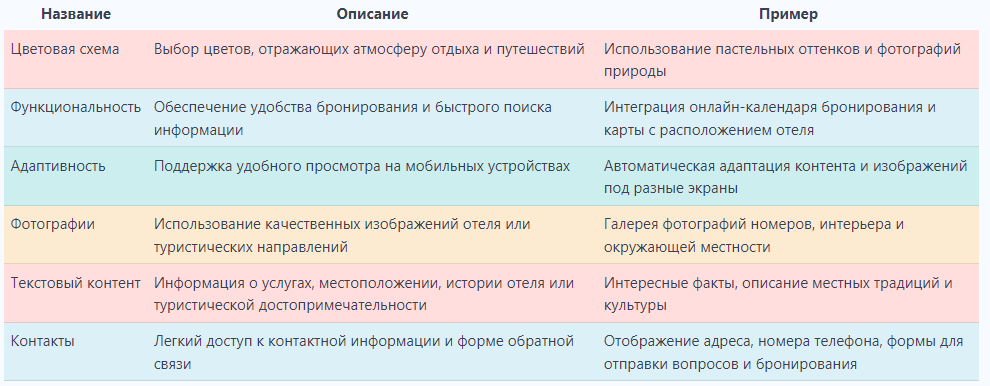 Название Описание Пример
Цветовая схема Выбор цветов, отражающих атмосферу отдыха и путешествий Использование пастельных оттенков и фотографий
природы
Функциональность Обеспечение удобства бронирования и быстрого поиска Интеграция онлайн-календаря бронирования и
информации карты с расположением отеля
Адаптивность Поддержка удобного просмотра на мобильных устройствах Автоматическая адаптация контента и изображений
под разные экраны
Фотографии Использование качественных изображений отеля или Галерея фотографий номеров, интерьера и
туристических направлений окружающей местности
Текстовый контент Информация о услугах, местоположении, истории отеля или Интересные факты, описание местных традиций и
туристической достопримечательности культуры
Контакты Легкий доступ к контактной информации и форме обратной Отображение адреса, номера телефона, формы для
связи отправки вопросов и бронирования